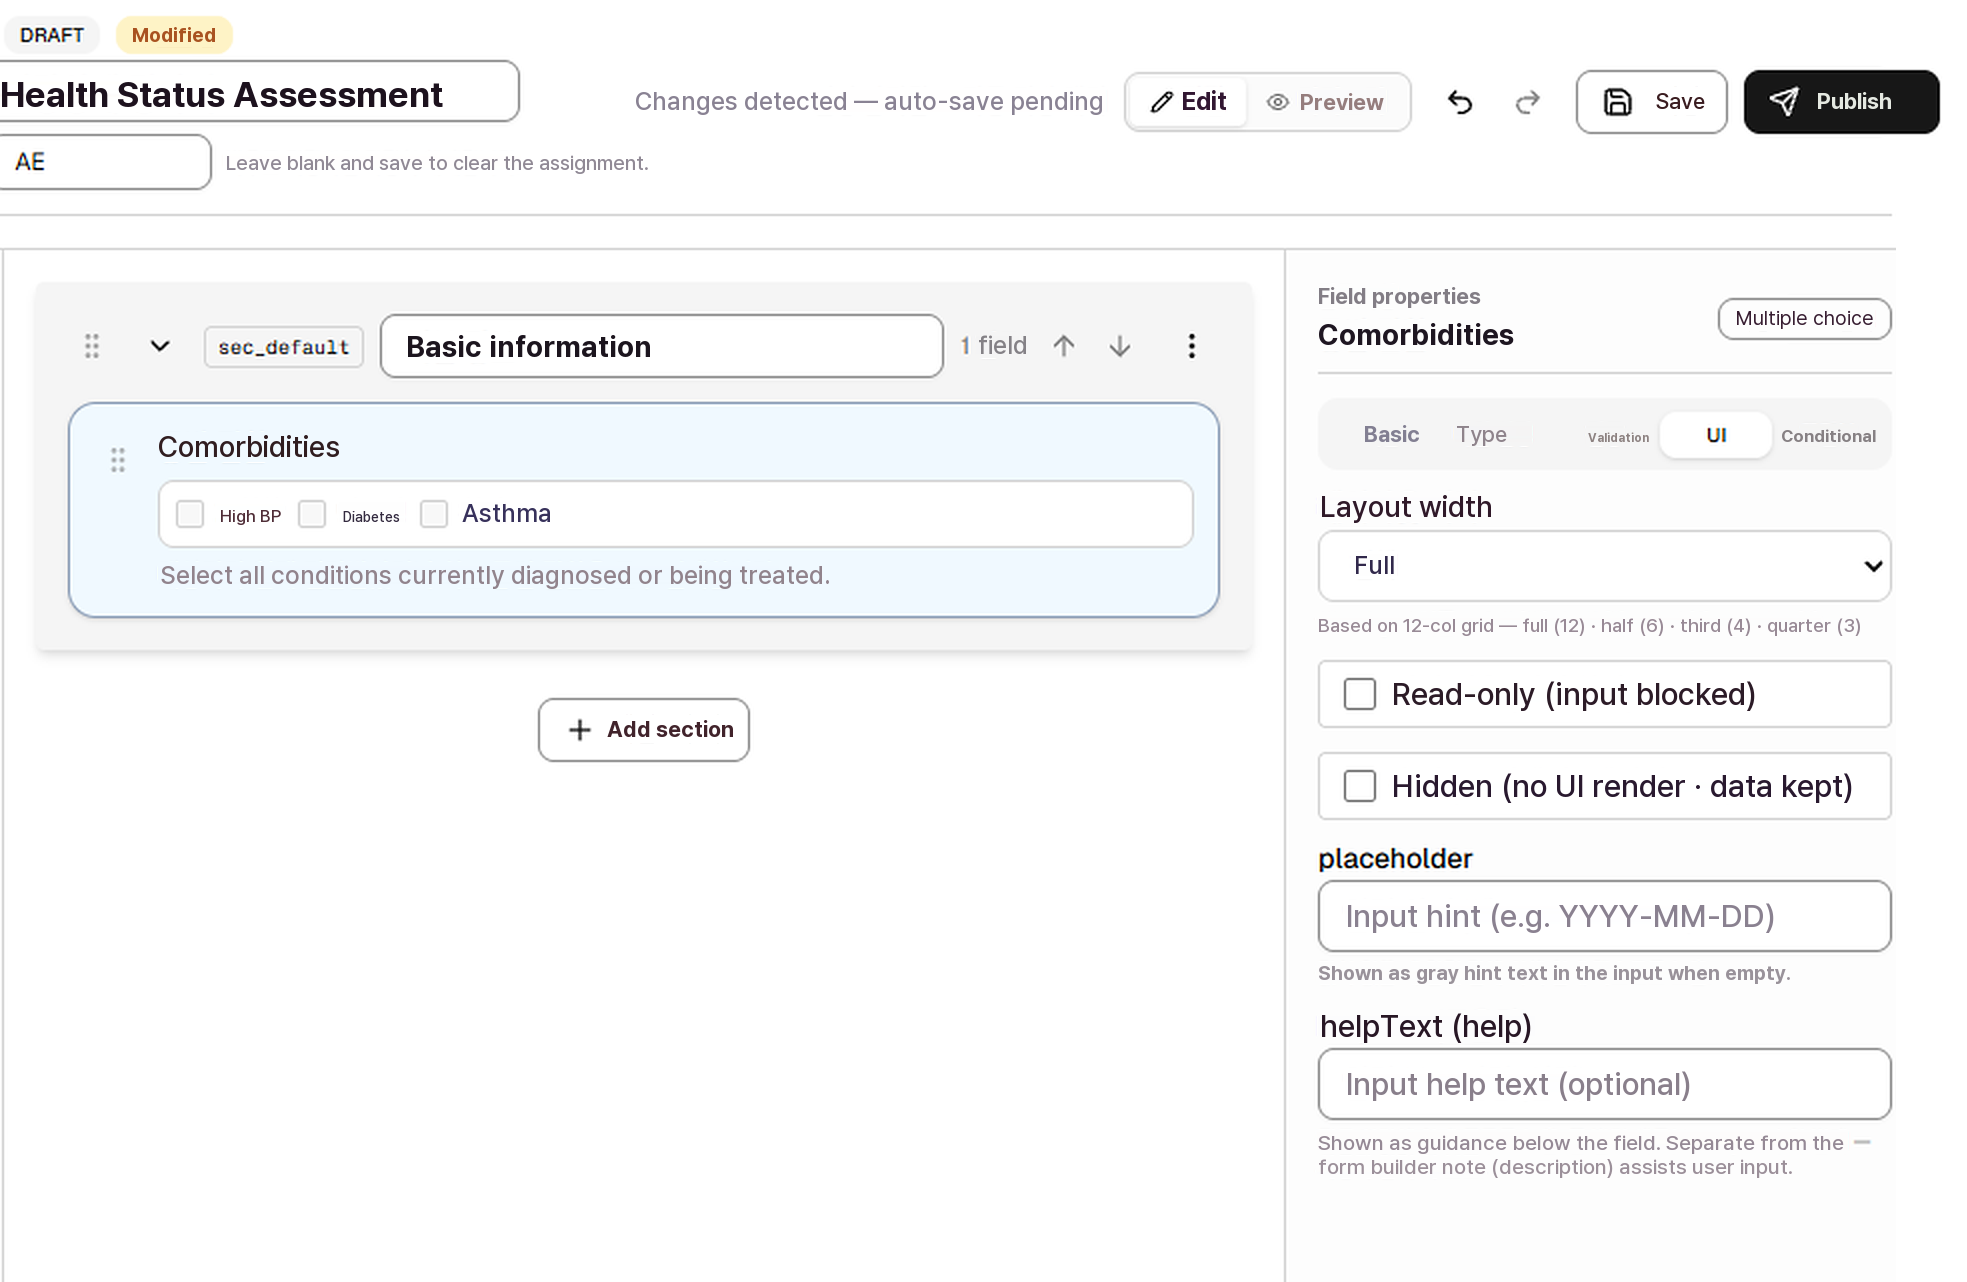 DRAFT Modified
Health Status Assessment
Changes detected — auto-save pending
Edit Preview Save Publish
AE Leave blank and save to clear the assignment.
sec_default Basic information 1 field
Comorbidities
High BP Diabetes Asthma
Select all conditions currently diagnosed or being treated.
+ Add section
Field properties
Comorbidities
Multiple choice
Basic Type Validation UI Conditional
Layout width
Full
Based on 12-col grid — full (12) · half (6) · third (4) · quarter (3)
Read-only (input blocked)
Hidden (no UI render · data kept)
placeholder
Input hint (e.g. YYYY-MM-DD)
Shown as gray hint text in the input when empty.
helpText (help)
Input help text (optional)
Shown as guidance below the field. Separate from the —
form builder note (description) assists user input.